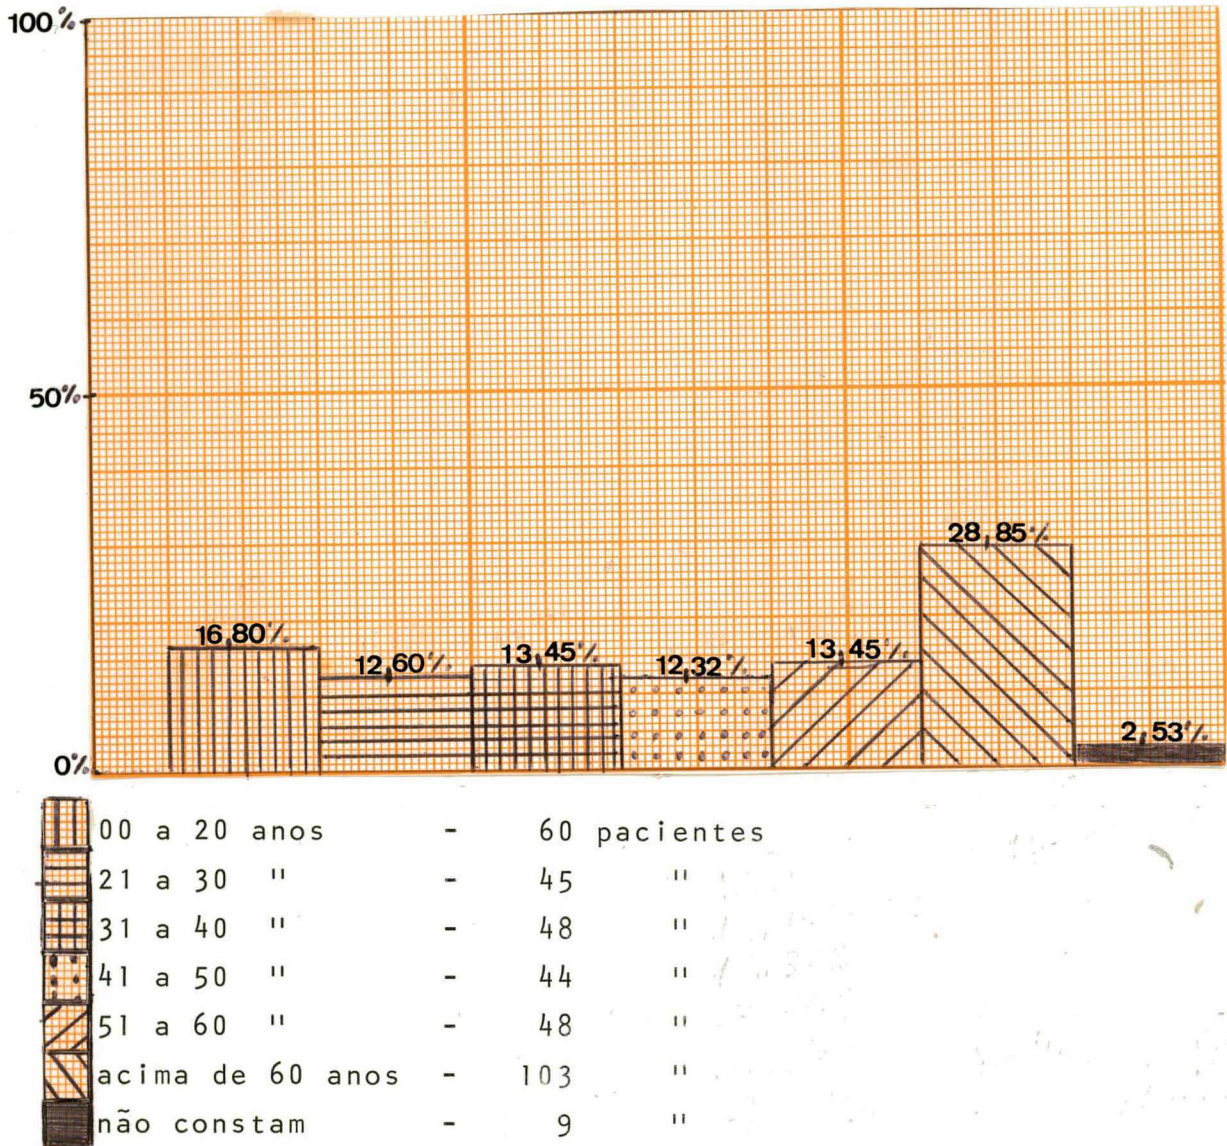 100%
50%
28,85%
16,80%
12,60%
13,45%
12,32%
13,45%
2,53%
0%
00 a 20 anos - 60 pacientes
21 a 30 " - 45 "
31 a 40 " - 48 "
41 a 50 " - 44 "
51 a 60 " - 48 "
acima de 60 anos - 103 "
não constam - 9 "